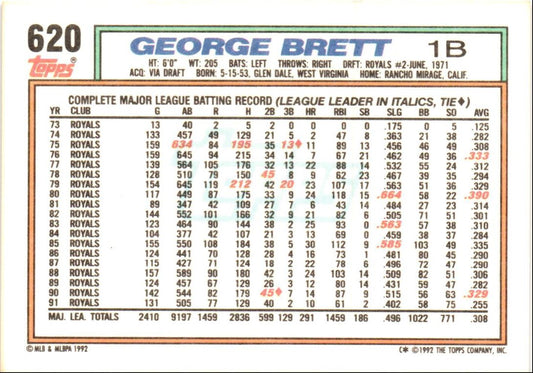 620 GEORGE BRETT 1B
Topps HT: 6'0" WT: 205 BATS: LEFT THROWS: RIGHT DRFT: ROYALS #2-JUNE, 1971
ACQ: VIA DRAFT BORN: 5-15-53, GLEN DALE, WEST VIRGINIA HOME: RANCHO MIRAGE, CALIF.
COMPLETE MAJOR LEAGUE BATTING RECORD (LEAGUE LEADER IN ITALICS, TIE♦)
YR CLUB G AB R H 2B 3B HR RBI SB SLG BB SO AVG
73 ROYALS 13 40 2 5 2 0 0 0 0 .175 0 5 .125
74 ROYALS 133 457 49 129 21 5 2 47 8 .363 21 38 .282
75 ROYALS 159 634 84 195 35 13♦ 11 89 13 .456 46 49 .308
76 ROYALS 159 645 94 215 34 14 7 67 21 .462 49 36 .333
77 ROYALS 139 564 105 176 32 13 22 88 14 .532 55 24 .312
78 ROYALS 128 510 79 150 45 8 9 62 23 .467 39 35 .294
79 ROYALS 154 645 119 212 42 20 23 107 17 .563 51 36 .329
80 ROYALS 117 449 87 175 33 9 24 118 15 .664 58 22 .390
81 ROYALS 89 347 42 109 27 7 6 43 14 .484 27 23 .314
82 ROYALS 144 552 101 166 32 9 21 82 6 .505 71 51 .301
83 ROYALS 123 464 90 144 38 2 25 93 0 .563 57 39 .310
84 ROYALS 104 377 42 107 21 3 13 69 0 .459 38 37 .284
85 ROYALS 155 550 108 184 38 5 30 112 9 .585 103 49 .335
86 ROYALS 124 441 70 128 28 4 16 73 1 .481 80 45 .290
87 ROYALS 115 427 71 124 18 2 22 78 6 .496 72 47 .290
88 ROYALS 157 589 90 180 42 3 24 103 14 .509 82 51 .306
89 ROYALS 124 457 67 129 26 3 12 80 14 .431 59 47 .282
90 ROYALS 142 544 82 179 45♦ 7 14 87 9 .515 56 63 .329
91 ROYALS 131 505 77 129 40 2 10 61 2 .402 58 75 .255
MAJ. LEA. TOTALS 2410 9197 1459 2836 599 129 291 1459 186 .496 1022 771 .308
© MLB & MLBPA 1992 C* © 1992 THE TOPPS COMPANY, INC.